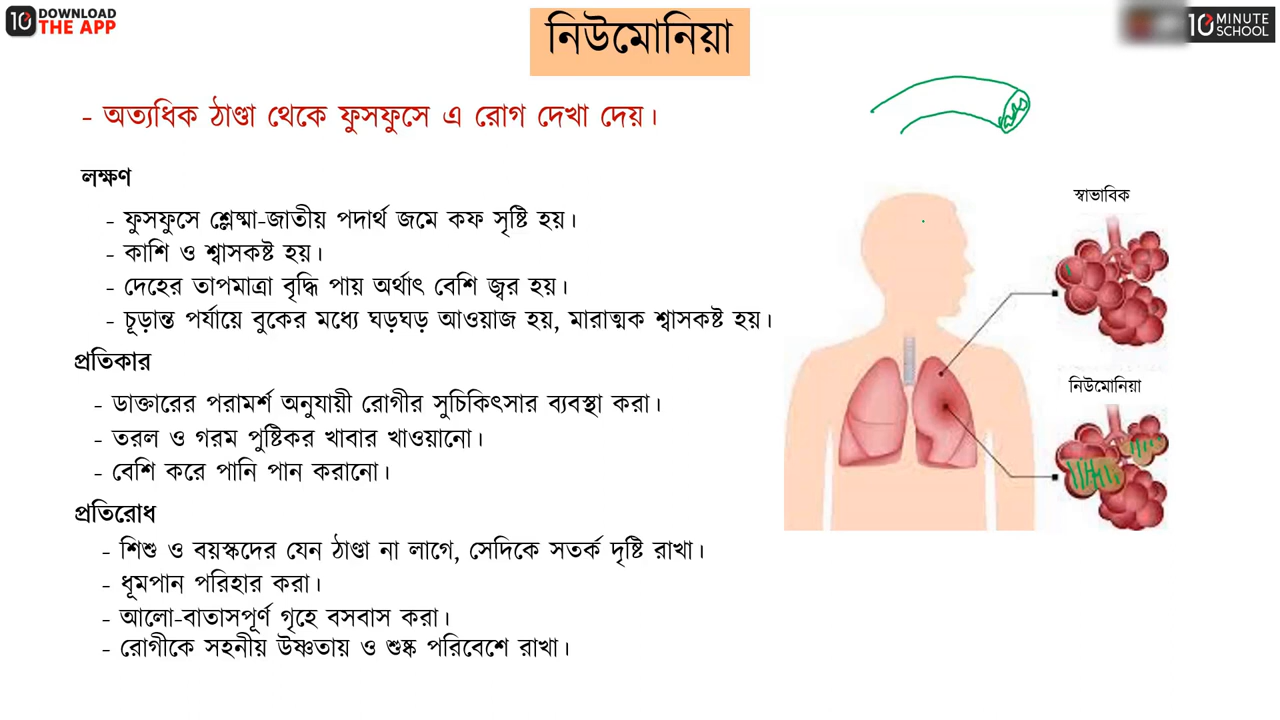 10 DOWNLOAD THE APP
10 MINUTE SCHOOL
নিউমোনিয়া
- অত্যধিক ঠাণ্ডা থেকে ফুসফুসে এ রোগ দেখা দেয়।
লক্ষণ
- ফুসফুসে শ্লেষ্মা-জাতীয় পদার্থ জমে কফ সৃষ্টি হয়।
- কাশি ও শ্বাসকষ্ট হয়।
- দেহের তাপমাত্রা বৃদ্ধি পায় অর্থাৎ বেশি জ্বর হয়।
- চূড়ান্ত পর্যায়ে বুকের মধ্যে ঘড়ঘড় আওয়াজ হয়, মারাত্মক শ্বাসকষ্ট হয়।
প্রতিকার
- ডাক্তারের পরামর্শ অনুযায়ী রোগীর সুচিকিৎসার ব্যবস্থা করা।
- তরল ও গরম পুষ্টিকর খাবার খাওয়ানো।
- বেশি করে পানি পান করানো।
প্রতিরোধ
- শিশু ও বয়স্কদের যেন ঠাণ্ডা না লাগে, সেদিকে সতর্ক দৃষ্টি রাখা।
- ধূমপান পরিহার করা।
- আলো-বাতাসপূর্ণ গৃহে বসবাস করা।
- রোগীকে সহনীয় উষ্ণতায় ও শুষ্ক পরিবেশে রাখা।
স্বাভাবিক
নিউমোনিয়া